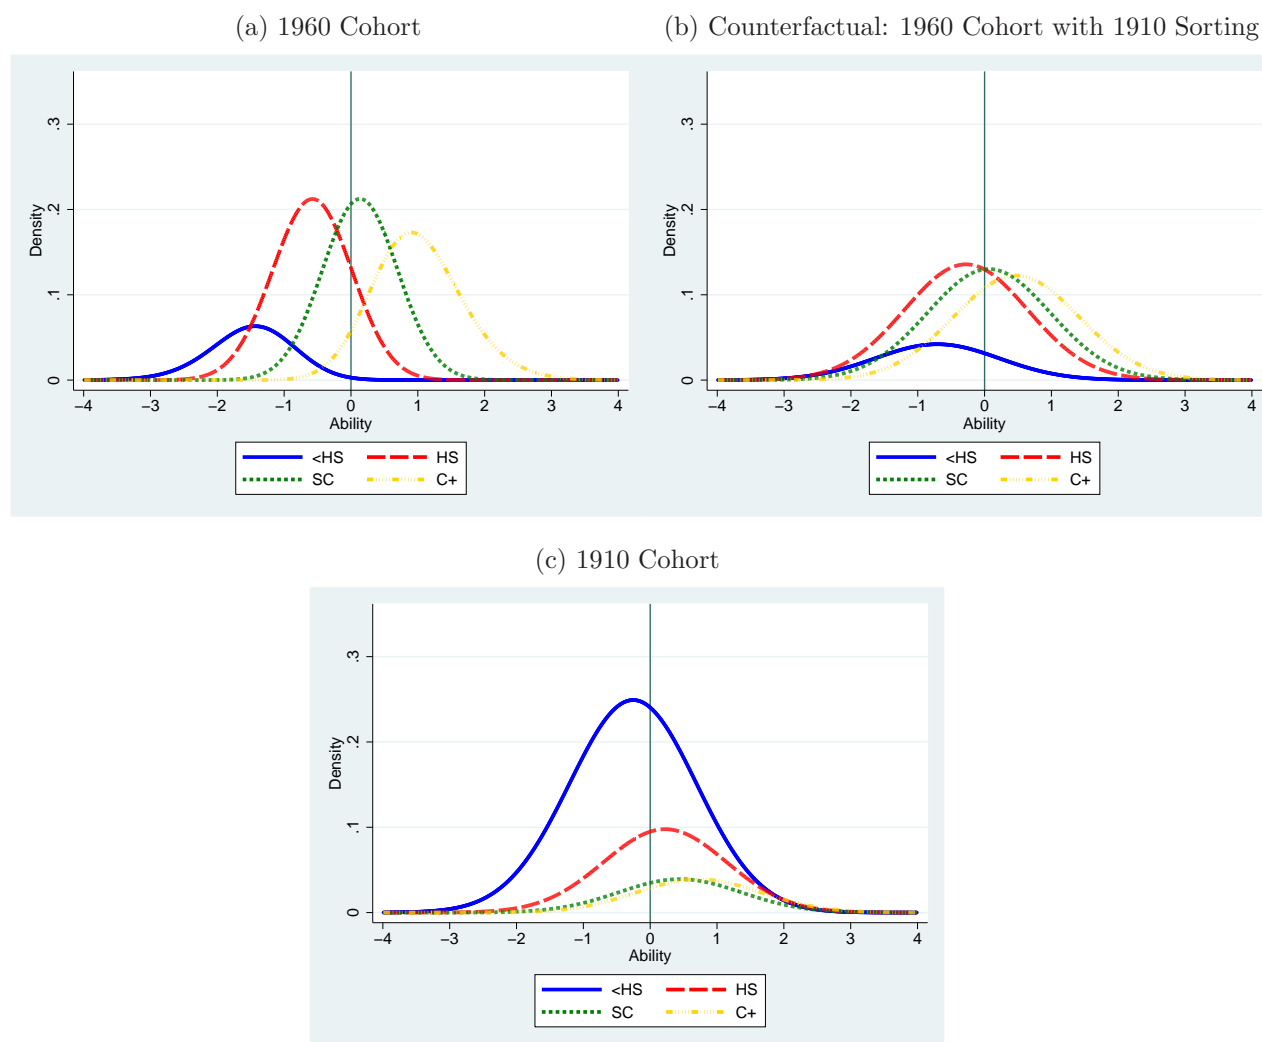 (a) 1960 Cohort
(b) Counterfactual: 1960 Cohort with 1910 Sorting
Density
0 .1 .2 .3
−4 −3 −2 −1 0 1 2 3 4
Ability
<HS HS
SC C+
Density
0 .1 .2 .3
−4 −3 −2 −1 0 1 2 3 4
Ability
<HS HS
SC C+
(c) 1910 Cohort
Density
0 .1 .2 .3
−4 −3 −2 −1 0 1 2 3 4
Ability
<HS HS
SC C+